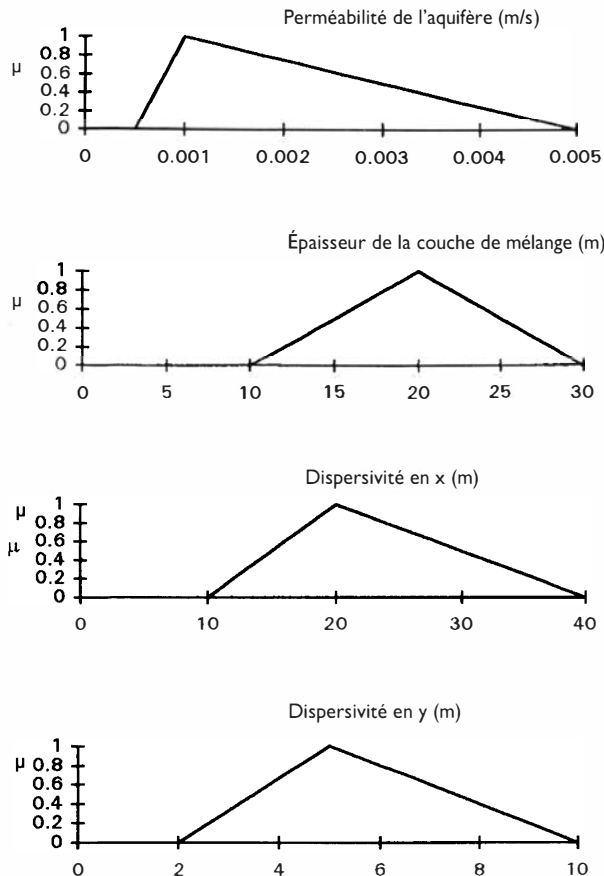 Perméabilité de l'aquifère (m/s)
1
0.8
μ 0.6
0.4
0.2
0
0 0.001 0.002 0.003 0.004 0.005
Épaisseur de la couche de mélange (m)
1
0.8
μ 0.6
0.4
0.2
0
0 5 10 15 20 25 30
Dispersivité en x (m)
μ 1
0.8
μ 0.6
0.4
0.2
0
0 10 20 30 40
Dispersivité en y (m)
1
μ 0.8
0.6
0.4
0.2
0
0 2 4 6 8 10